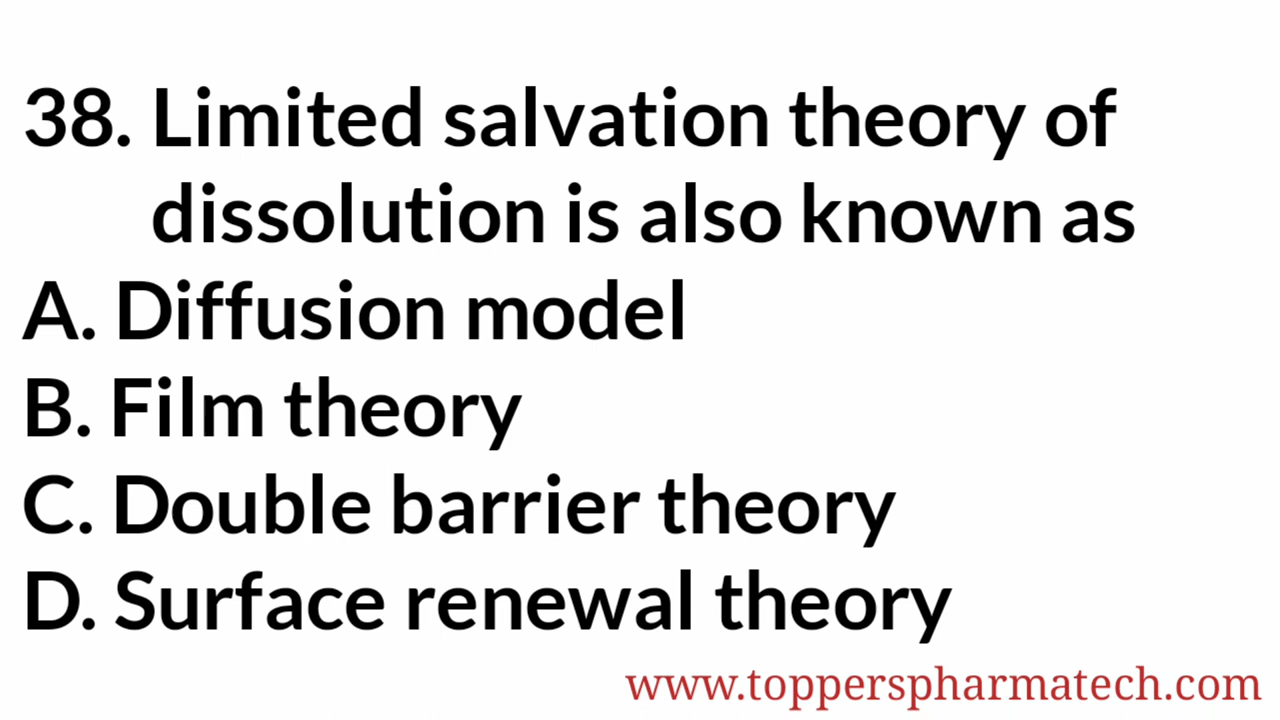 38. Limited salvation theory of
dissolution is also known as
A. Diffusion model
B. Film theory
C. Double barrier theory
D. Surface renewal theory
www.topperspharmatech.com